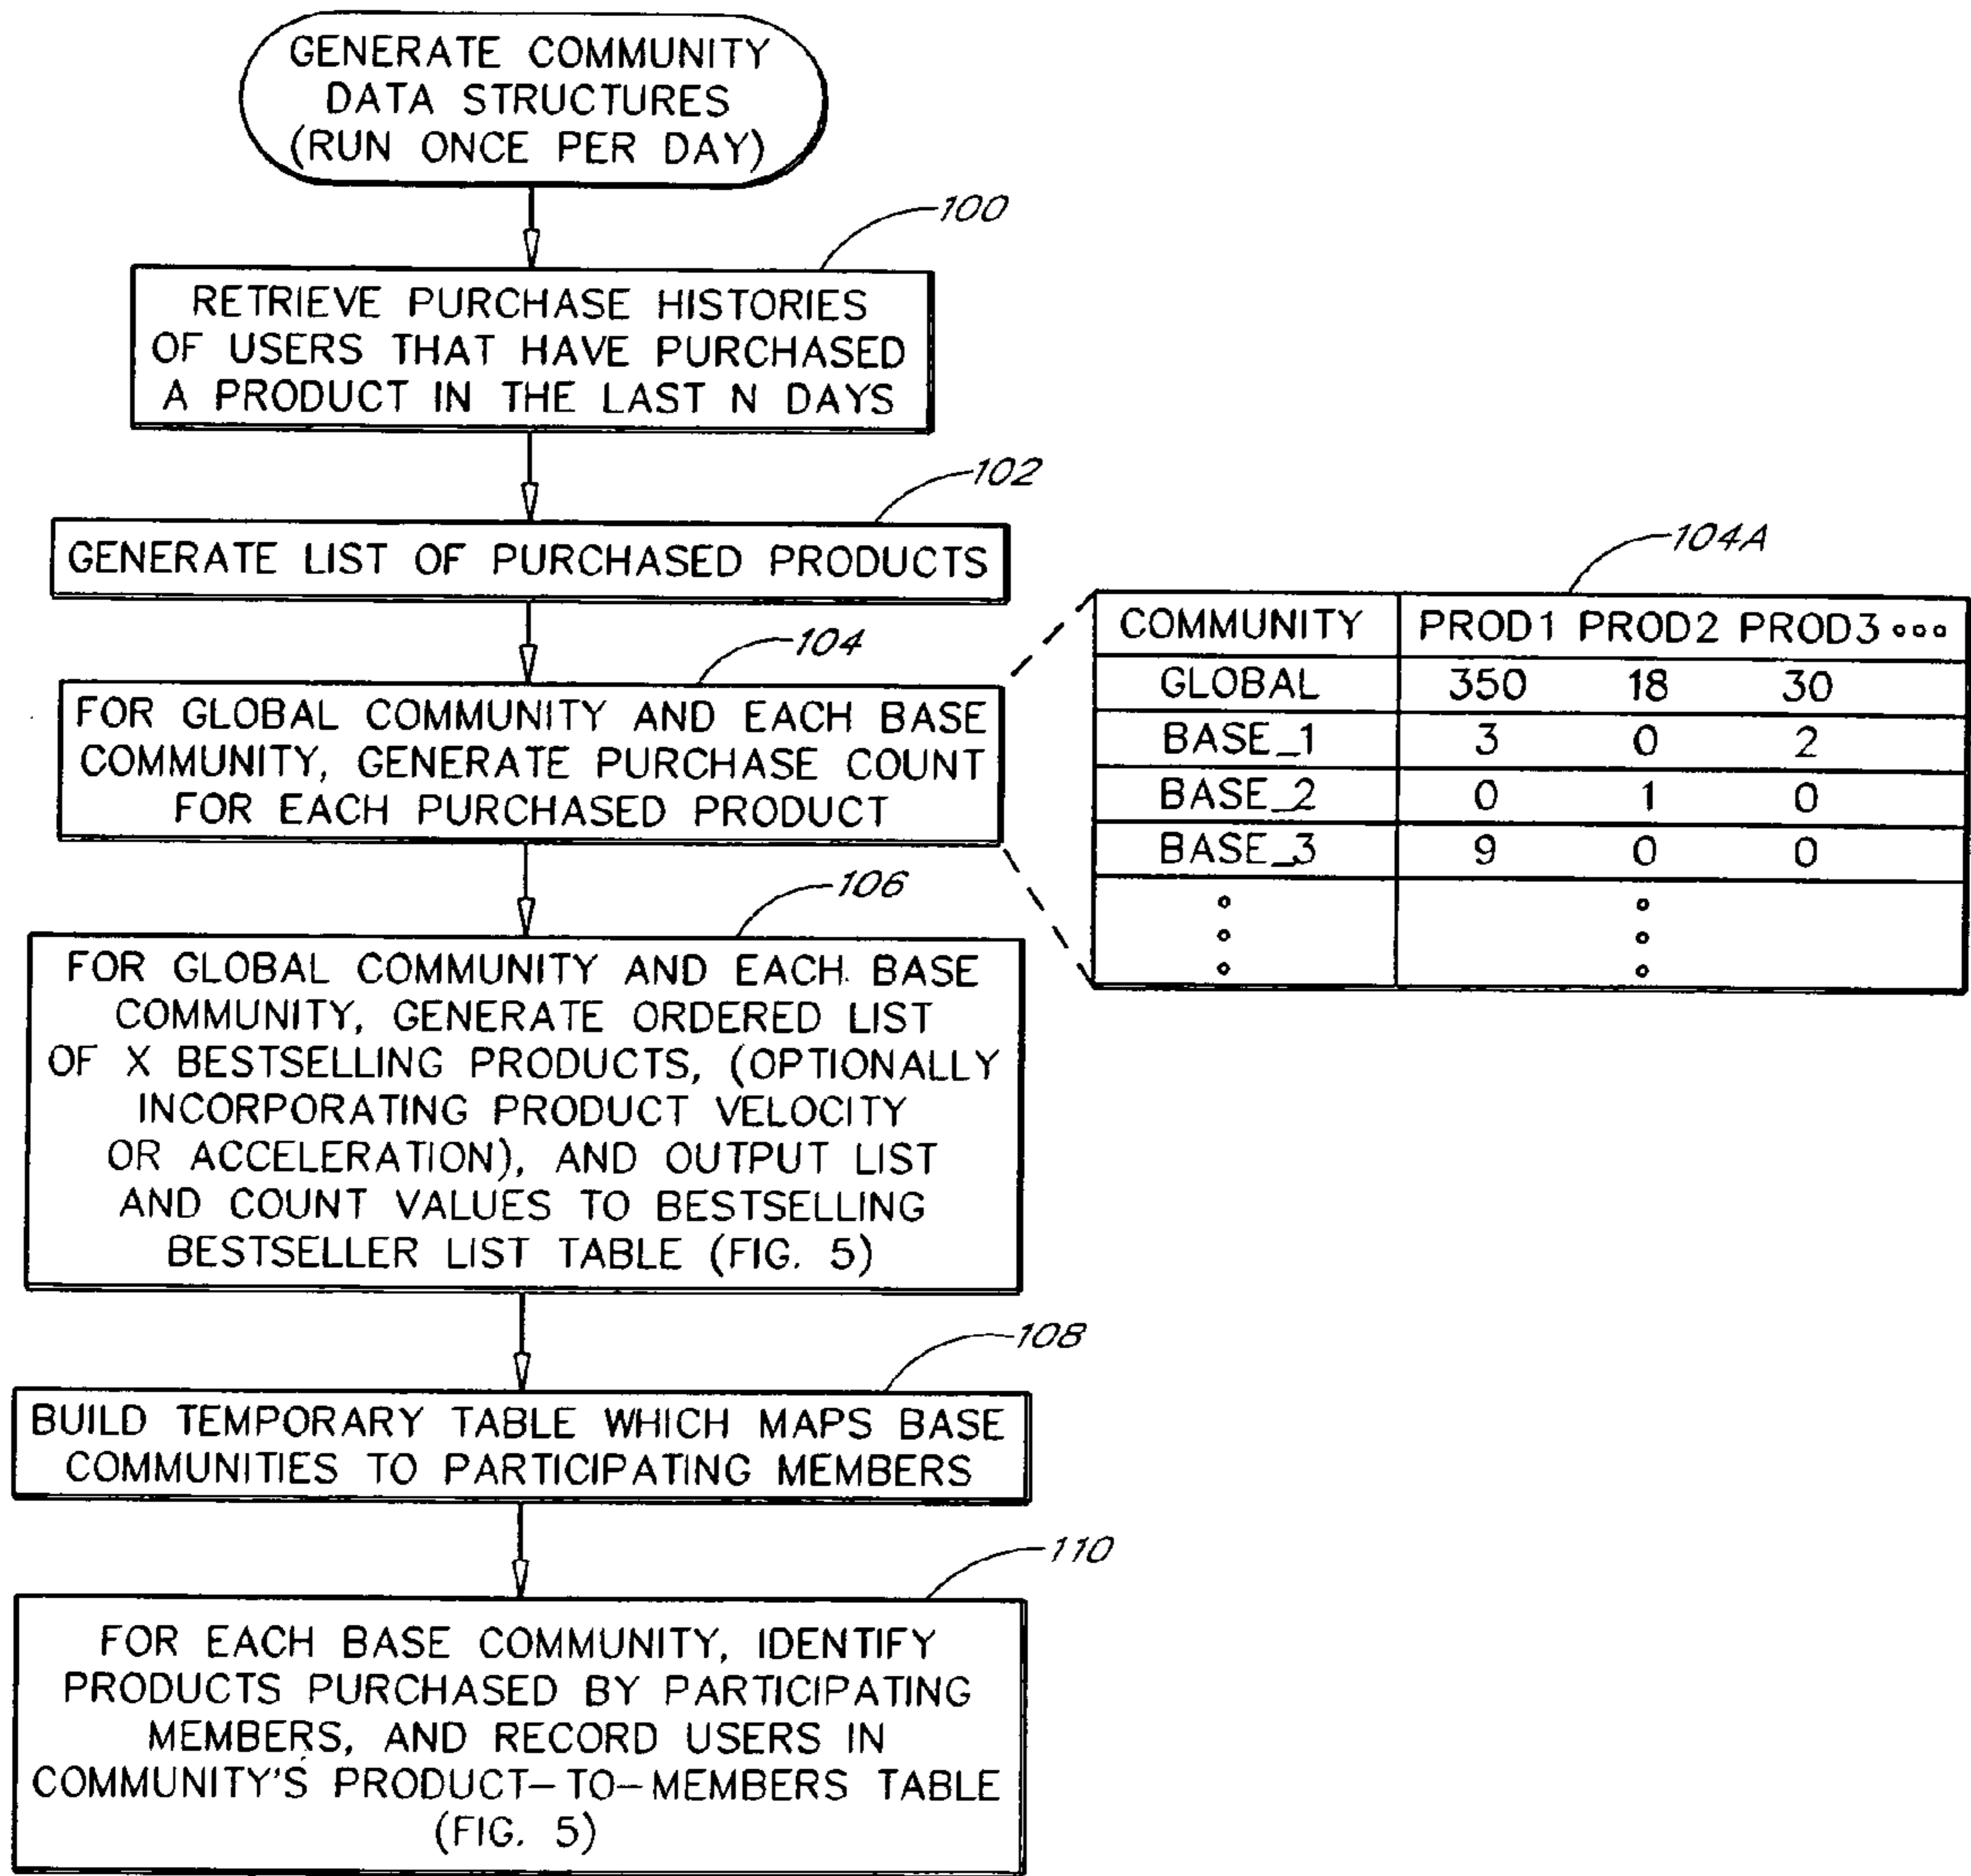 GENERATE COMMUNITY
DATA STRUCTURES
(RUN ONCE PER DAY)
100
RETRIEVE PURCHASE HISTORIES
OF USERS THAT HAVE PURCHASED
A PRODUCT IN THE LAST N DAYS
102
GENERATE LIST OF PURCHASED PRODUCTS
104
FOR GLOBAL COMMUNITY AND EACH BASE
COMMUNITY, GENERATE PURCHASE COUNT
FOR EACH PURCHASED PRODUCT
104A
COMMUNITY PROD1 PROD2 PROD3 •••
GLOBAL 350 18 30
BASE_1 3 0 2
BASE_2 0 1 0
BASE_3 9 0 0
106
FOR GLOBAL COMMUNITY AND EACH BASE
COMMUNITY, GENERATE ORDERED LIST
OF X BESTSELLING PRODUCTS, (OPTIONALLY
INCORPORATING PRODUCT VELOCITY
OR ACCELERATION), AND OUTPUT LIST
AND COUNT VALUES TO BESTSELLING
BESTSELLER LIST TABLE (FIG. 5)
108
BUILD TEMPORARY TABLE WHICH MAPS BASE
COMMUNITIES TO PARTICIPATING MEMBERS
110
FOR EACH BASE COMMUNITY, IDENTIFY
PRODUCTS PURCHASED BY PARTICIPATING
MEMBERS, AND RECORD USERS IN
COMMUNITY'S PRODUCT-TO-MEMBERS TABLE
(FIG. 5)